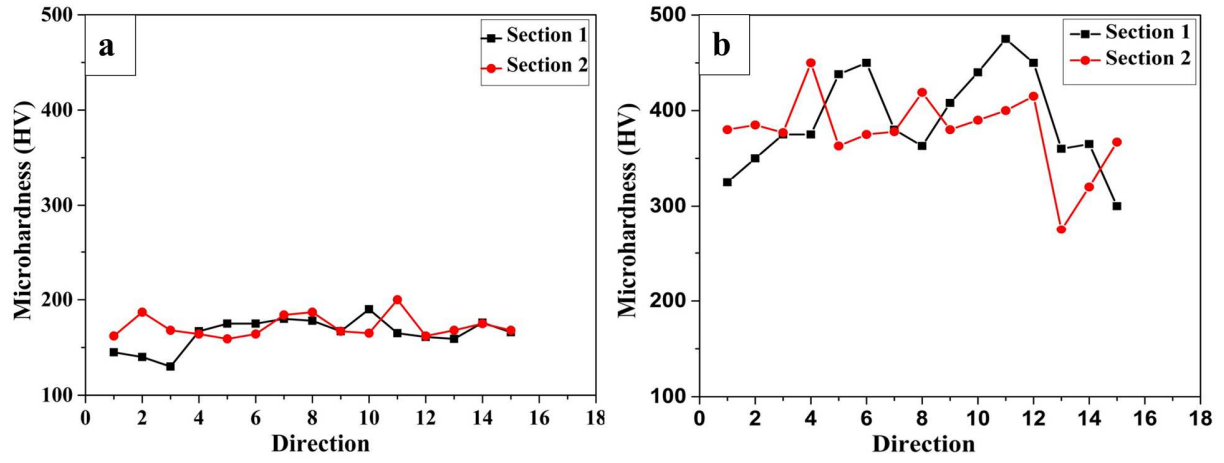 a
Section 1
Section 2
Microhardness (HV)
500
400
300
200
100
0 2 4 6 8 10 12 14 16 18
Direction
b
Section 1
Section 2
Microhardness (HV)
500
400
300
200
100
0 2 4 6 8 10 12 14 16 18
Direction